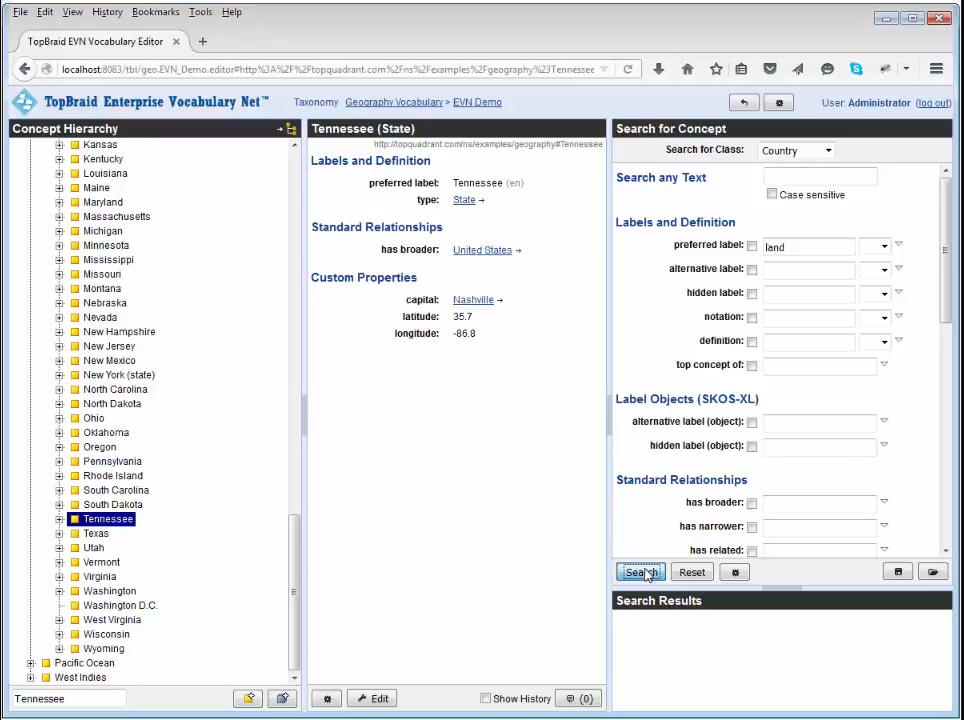 File Edit View History Bookmarks Tools Help
TopBraid EVN Vocabulary Editor × +
localhost:8083/tbl/geo.EVN_Demo.editor#http%3A%2F%2Ftopquadrant.com%2Fns%2Fexamples%2Fgeography%23Tennessee
TopBraid Enterprise Vocabulary Net™ Taxonomy Geography Vocabulary > EVN Demo User: Administrator (log out)
Concept Hierarchy
Kansas
Kentucky
Louisiana
Maine
Maryland
Massachusetts
Michigan
Minnesota
Mississippi
Missouri
Montana
Nebraska
Nevada
New Hampshire
New Jersey
New Mexico
New York (state)
North Carolina
North Dakota
Ohio
Oklahoma
Oregon
Pennsylvania
Rhode Island
South Carolina
South Dakota
Tennessee
Texas
Utah
Vermont
Virginia
Washington
Washington D.C.
West Virginia
Wisconsin
Wyoming
Pacific Ocean
West Indies
Tennessee
Tennessee (State)
http://topquadrant.com/ns/examples/geography#Tennessee
Labels and Definition
preferred label: Tennessee (en)
type: State
Standard Relationships
has broader: United States
Custom Properties
capital: Nashville
latitude: 35.7
longitude: -86.8
Edit Show History (0)
Search for Concept
Search for Class: Country
Search any Text
Case sensitive
Labels and Definition
preferred label: land
alternative label:
hidden label:
notation:
definition:
top concept of:
Label Objects (SKOS-XL)
alternative label (object):
hidden label (object):
Standard Relationships
has broader:
has narrower:
has related:
Search Reset
Search Results